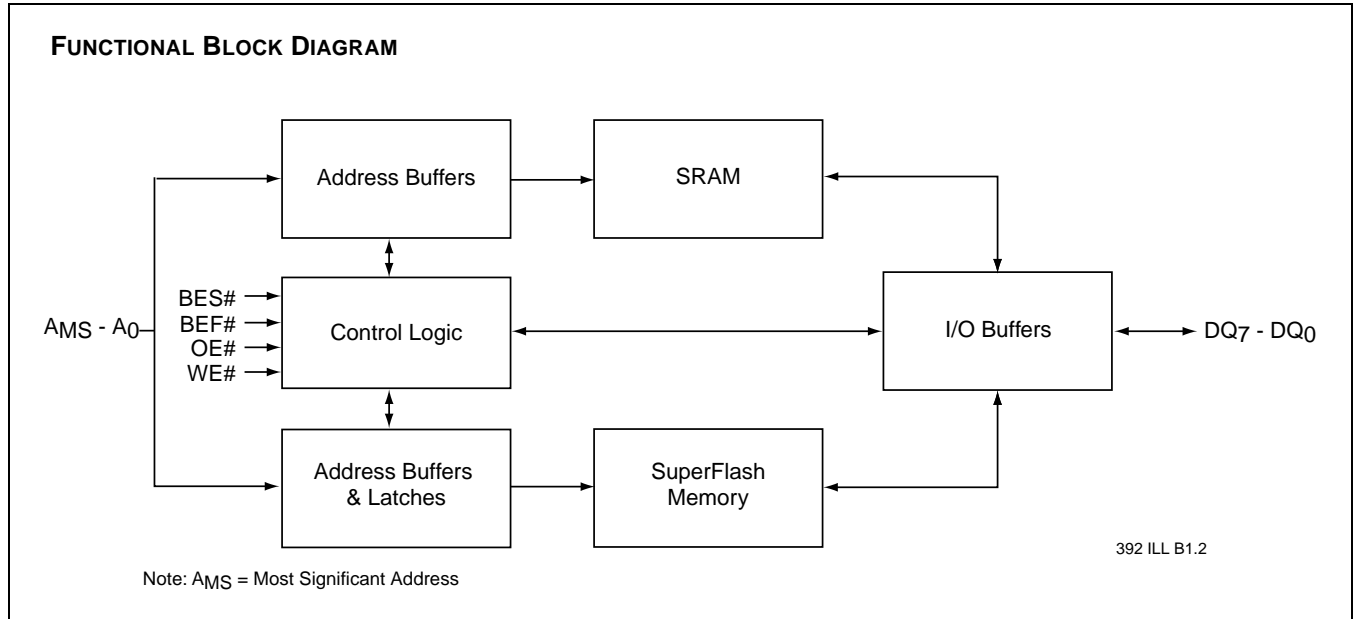 FUNCTIONAL BLOCK DIAGRAM
Address Buffers
SRAM
BES#
BEF#
OE#
WE#
AMS - A0
Control Logic
I/O Buffers
DQ7 - DQ0
Address Buffers
& Latches
SuperFlash
Memory
392 ILL B1.2
Note: AMS = Most Significant Address